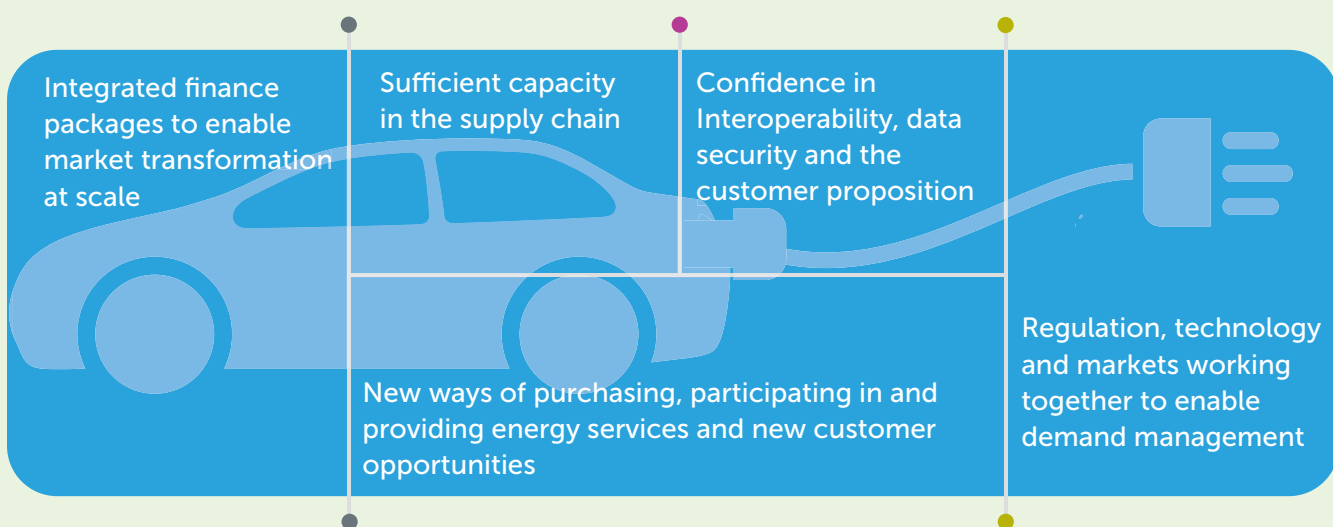 Integrated finance
packages to enable
market transformation
at scale
Sufficient capacity
in the supply chain
Confidence in
Interoperability, data
security and the
customer proposition
New ways of purchasing, participating in and
providing energy services and new customer
opportunities
Regulation, technology
and markets working
together to enable
demand management